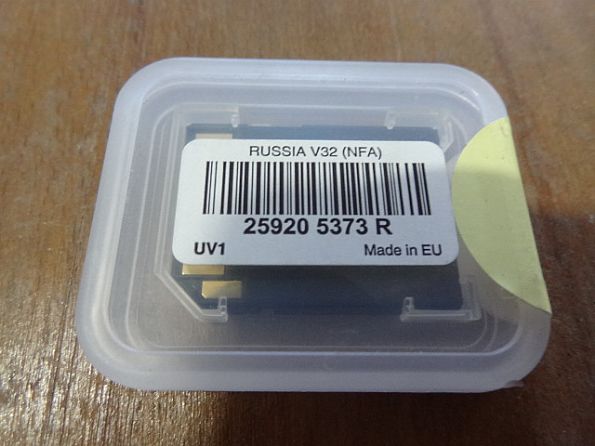 RUSSIA V32 (NFA)
25920 5373 R
UV1 Made in EU